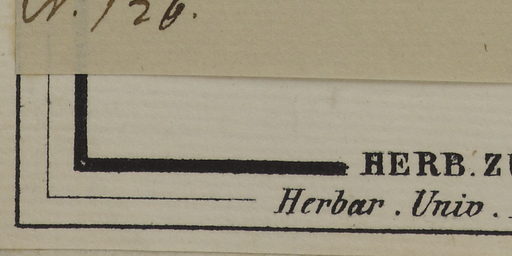 N. 126.
HERB. ZU
Herbar. Univ.